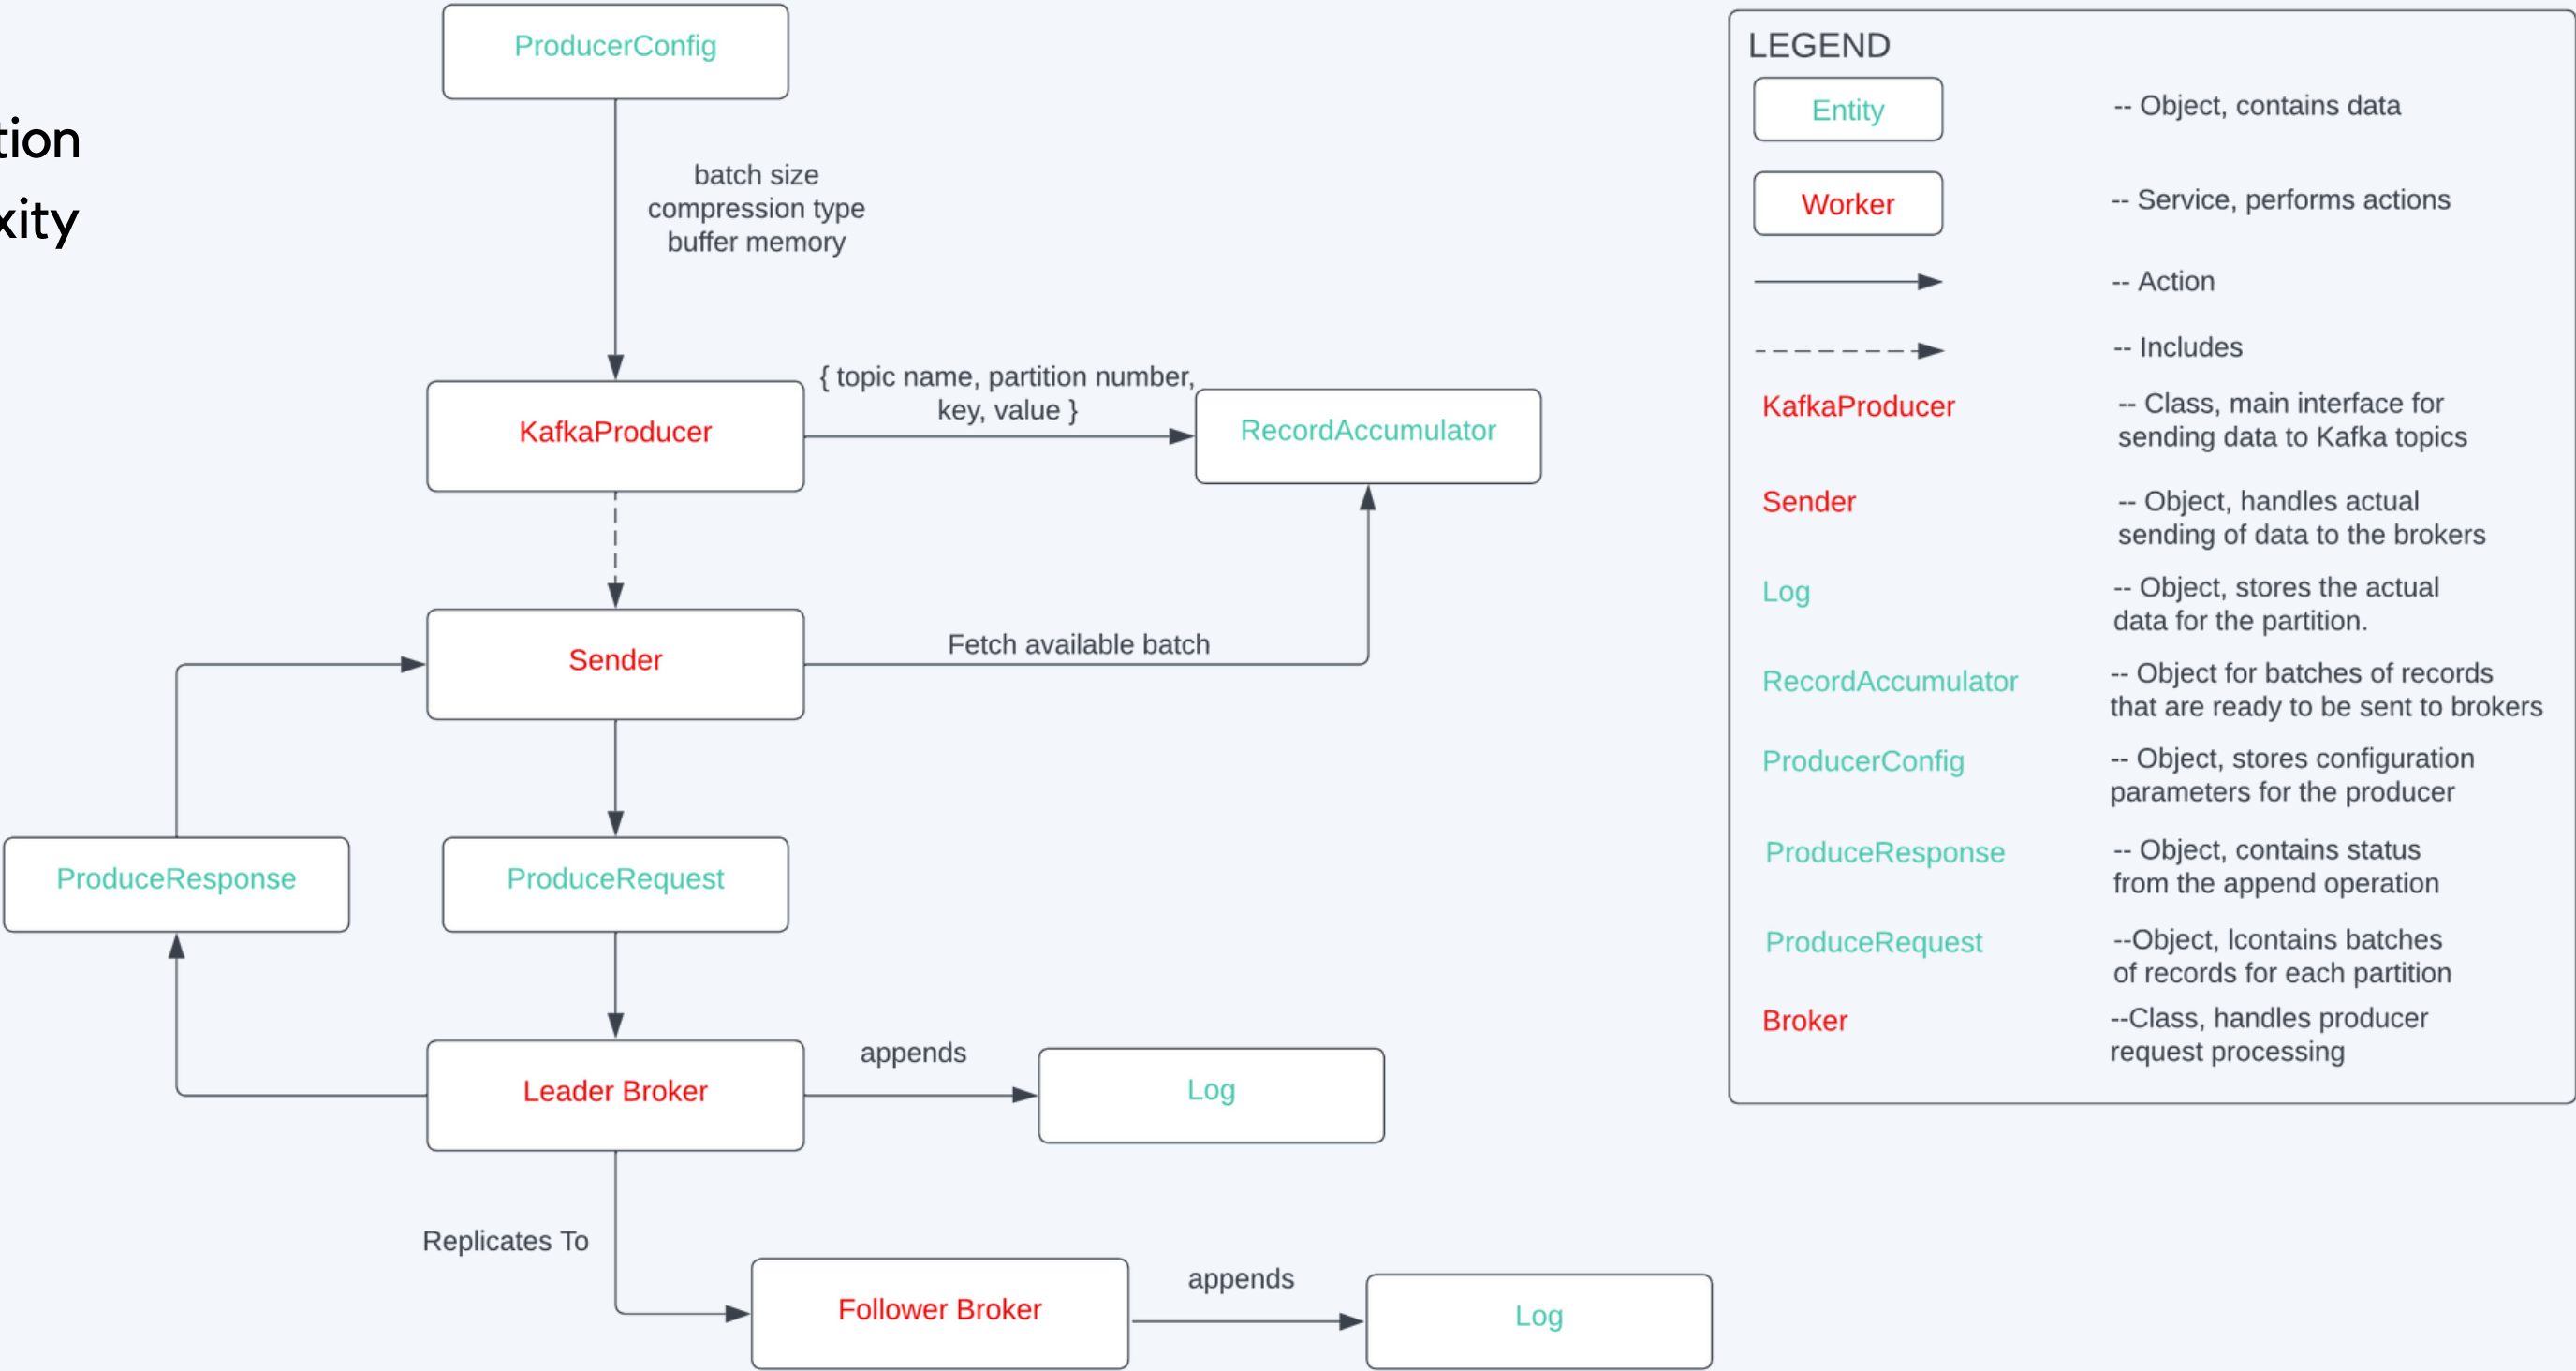 tion
xity
ProducerConfig
batch size
compression type
buffer memory
KafkaProducer
{ topic name, partition number,
key, value }
RecordAccumulator
Sender
Fetch available batch
ProduceResponse
ProduceRequest
Leader Broker
appends
Log
Replicates To
Follower Broker
appends
Log
LEGEND
Entity
-- Object, contains data
Worker
-- Service, performs actions
-- Action
-- Includes
KafkaProducer
-- Class, main interface for
sending data to Kafka topics
Sender
-- Object, handles actual
sending of data to the brokers
Log
-- Object, stores the actual
data for the partition.
RecordAccumulator
-- Object for batches of records
that are ready to be sent to brokers
ProducerConfig
-- Object, stores configuration
parameters for the producer
ProduceResponse
-- Object, contains status
from the append operation
ProduceRequest
--Object, lcontains batches
of records for each partition
Broker
--Class, handles producer
request processing